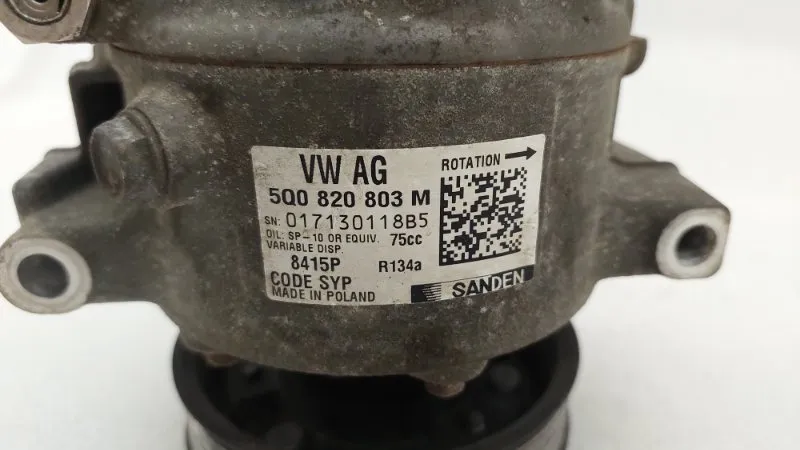 VW AG
5Q0 820 803 M
SN: 017130118B5
OIL: SP-10 OR EQUIV. 75cc
VARIABLE DISP.
8415P R134a
CODE SYP
MADE IN POLAND
ROTATION →
SANDEN